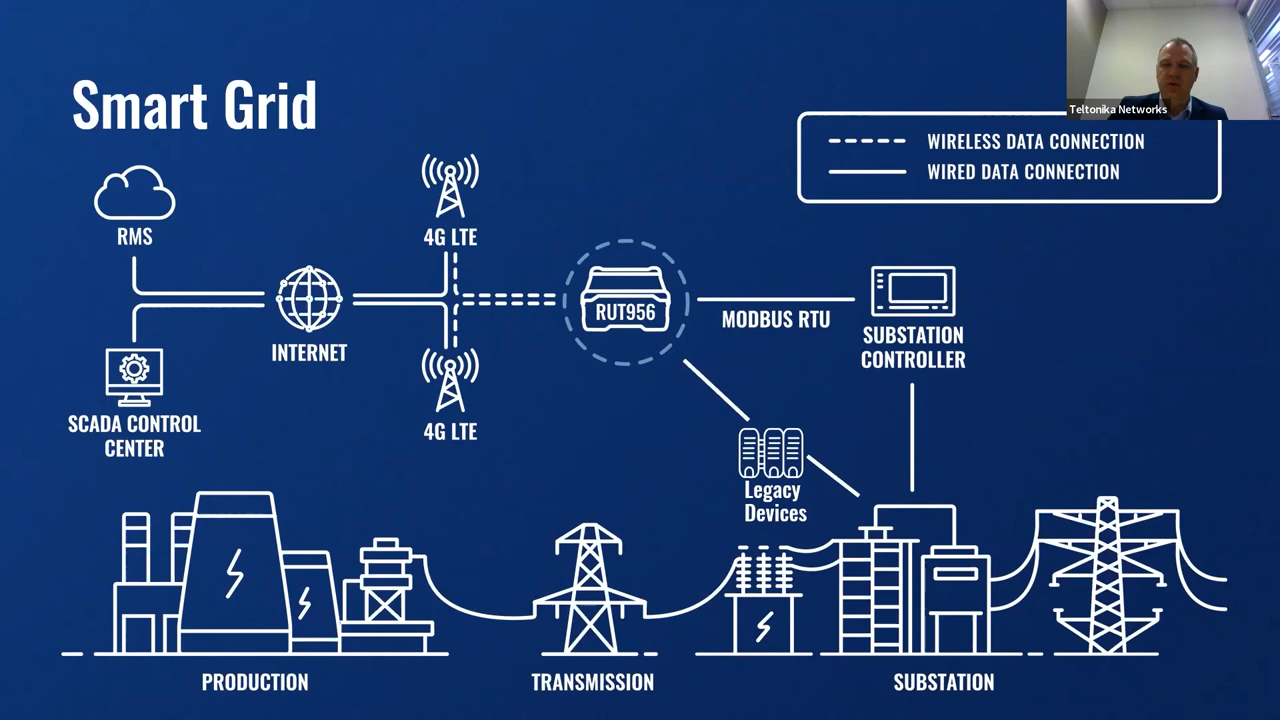 Smart Grid
Teltonika Networks
WIRELESS DATA CONNECTION
WIRED DATA CONNECTION
RMS
4G LTE
INTERNET
RUT956
MODBUS RTU
SUBSTATION
CONTROLLER
SCADA CONTROL
CENTER
4G LTE
Legacy
Devices
PRODUCTION
TRANSMISSION
SUBSTATION